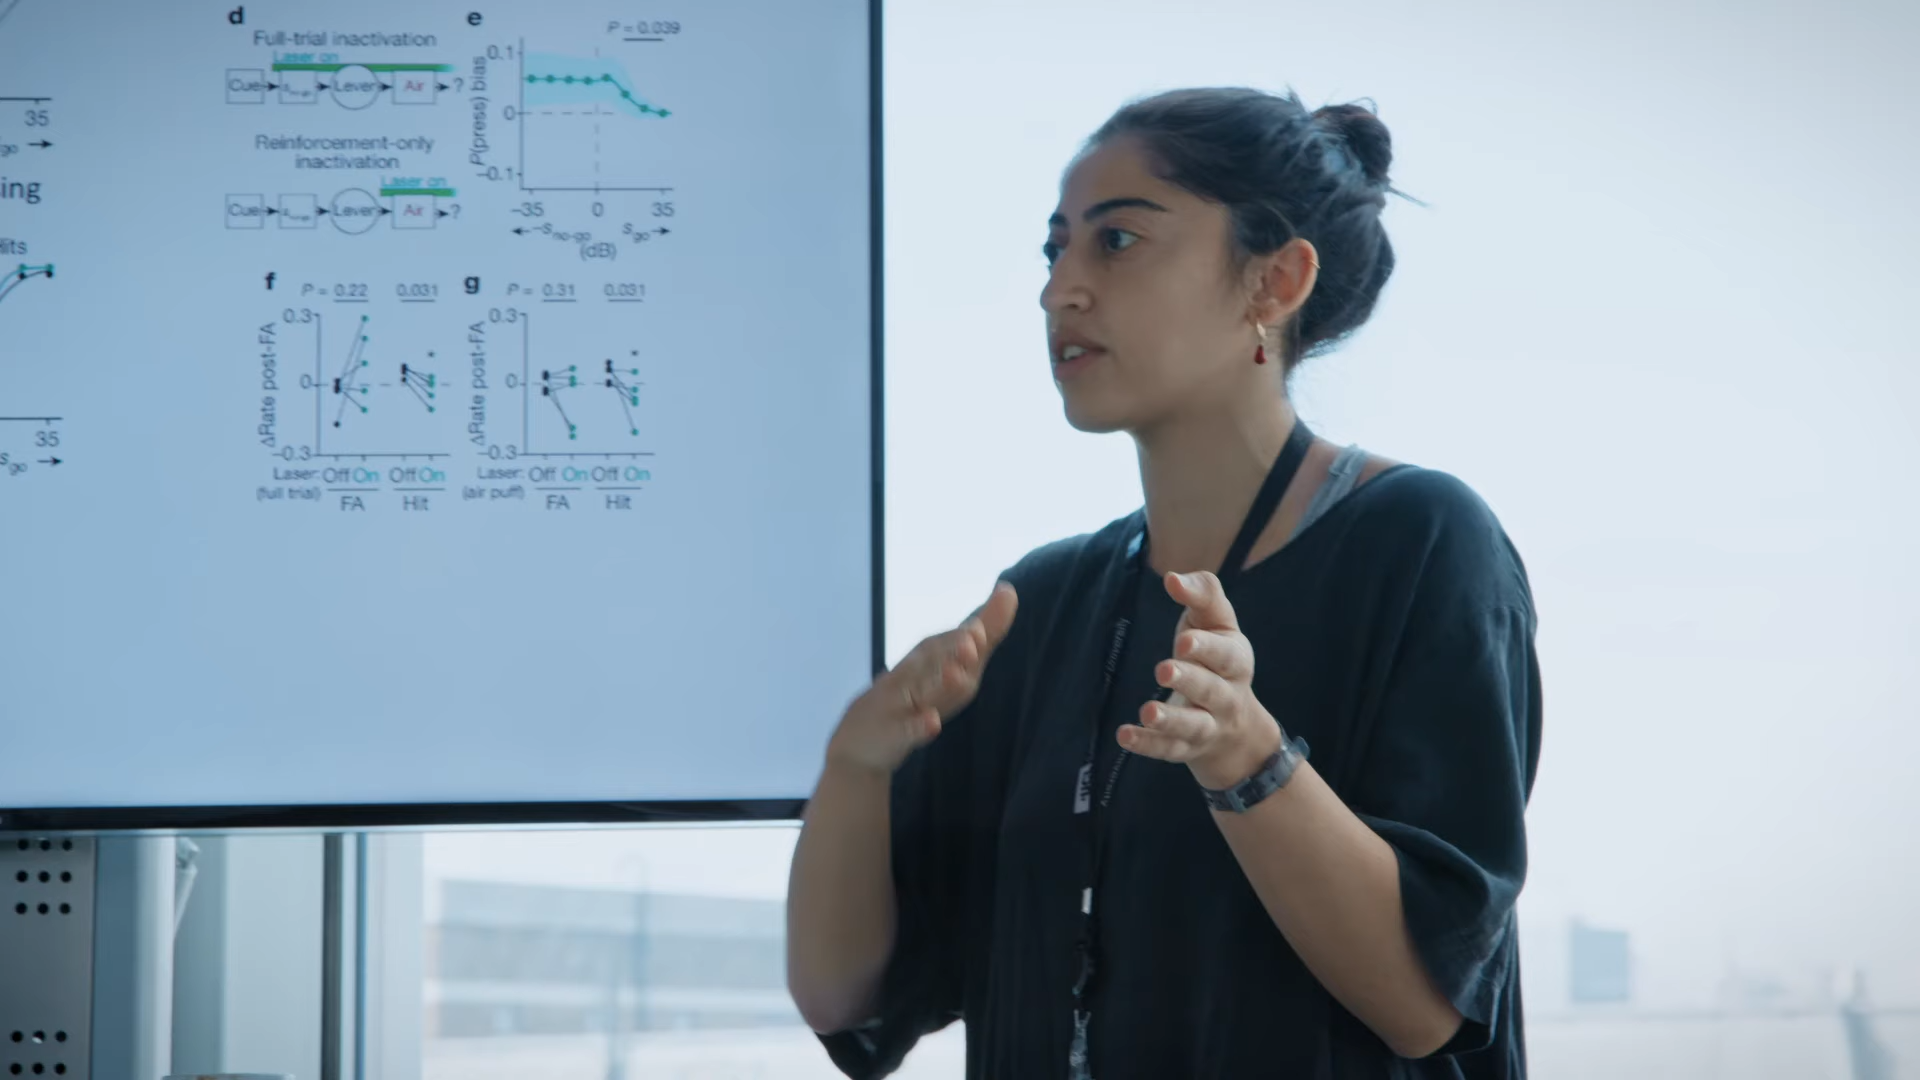 35
go →
ing
Hits
35
s go →
d
Full-trial inactivation
Laser on
Cue Lever Air ?
Reinforcement-only
inactivation
Laser on
Cue Lever Air ?
e
P = 0.039
P(press) bias
0.1
0
–0.1
–35 0 35
← –s no-go s go →
(dB)
f
P = 0.22 0.031
ΔRate post-FA
0.3
0
–0.3
Laser: Off On Off On
(full trial)
FA Hit
g
P = 0.31 0.031
ΔRate post-FA
0.3
0
–0.3
Laser: Off On Off On
(air puff)
FA Hit
University